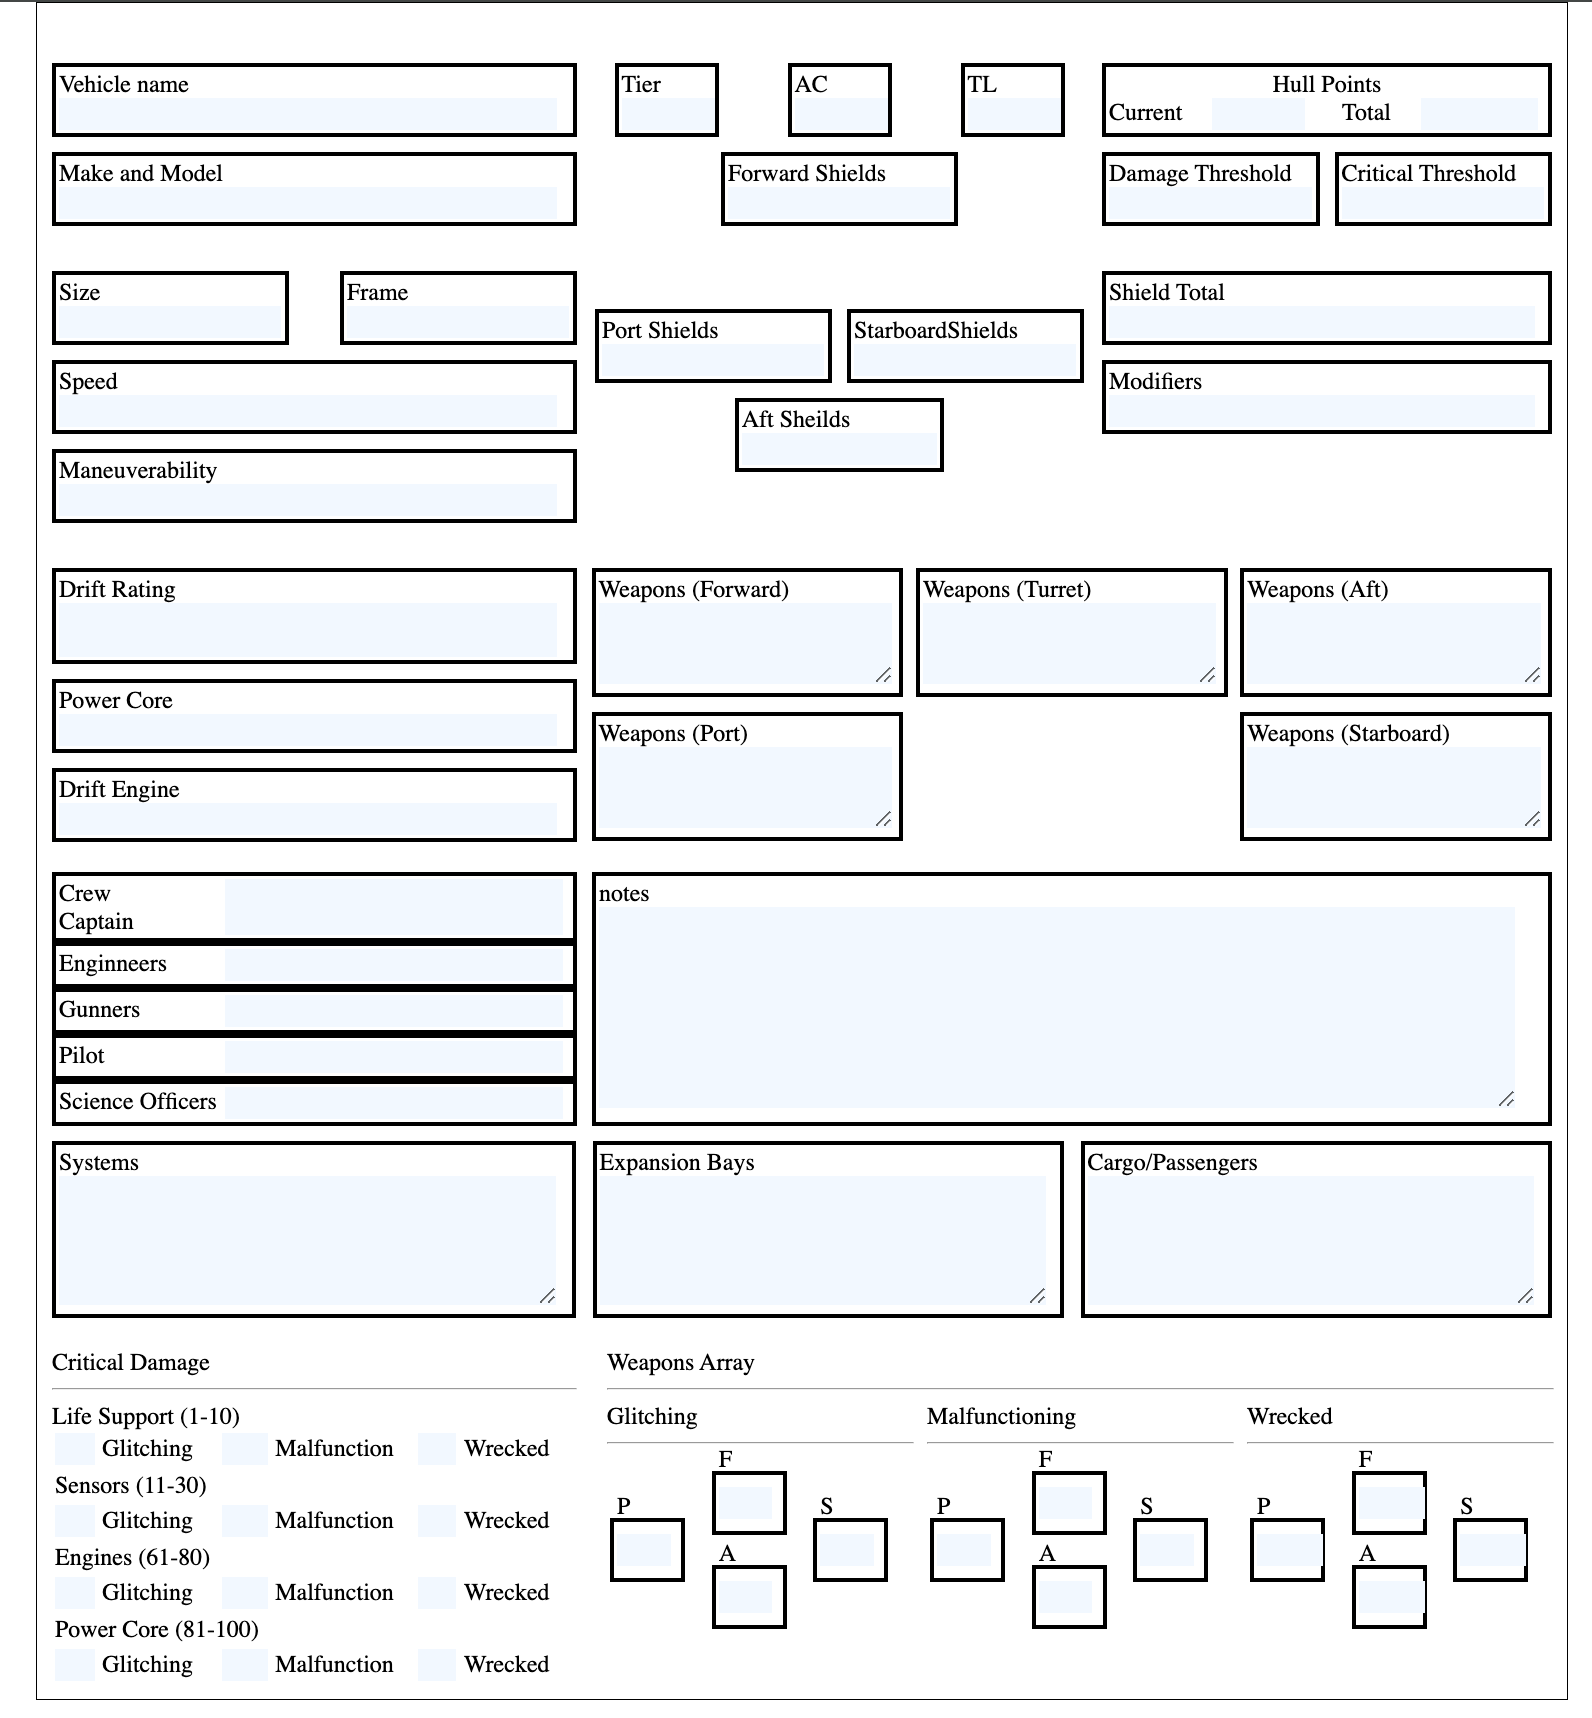 Vehicle name
Tier
AC
TL
Hull Points
Current
Total
Make and Model
Forward Shields
Damage Threshold
Critical Threshold
Size
Frame
Shield Total
Port Shields
StarboardShields
Speed
Modifiers
Aft Sheilds
Maneuverability
Drift Rating
Weapons (Forward)
Weapons (Turret)
Weapons (Aft)
Power Core
Weapons (Port)
Weapons (Starboard)
Drift Engine
Crew
Captain
notes
Enginneers
Gunners
Pilot
Science Officers
Systems
Expansion Bays
Cargo/Passengers
Critical Damage
Life Support (1-10)
Glitching Malfunction Wrecked
Sensors (11-30)
Glitching Malfunction Wrecked
Engines (61-80)
Glitching Malfunction Wrecked
Power Core (81-100)
Glitching Malfunction Wrecked
Weapons Array
Glitching
F
P
S
A
Malfunctioning
F
P
S
A
Wrecked
F
P
S
A